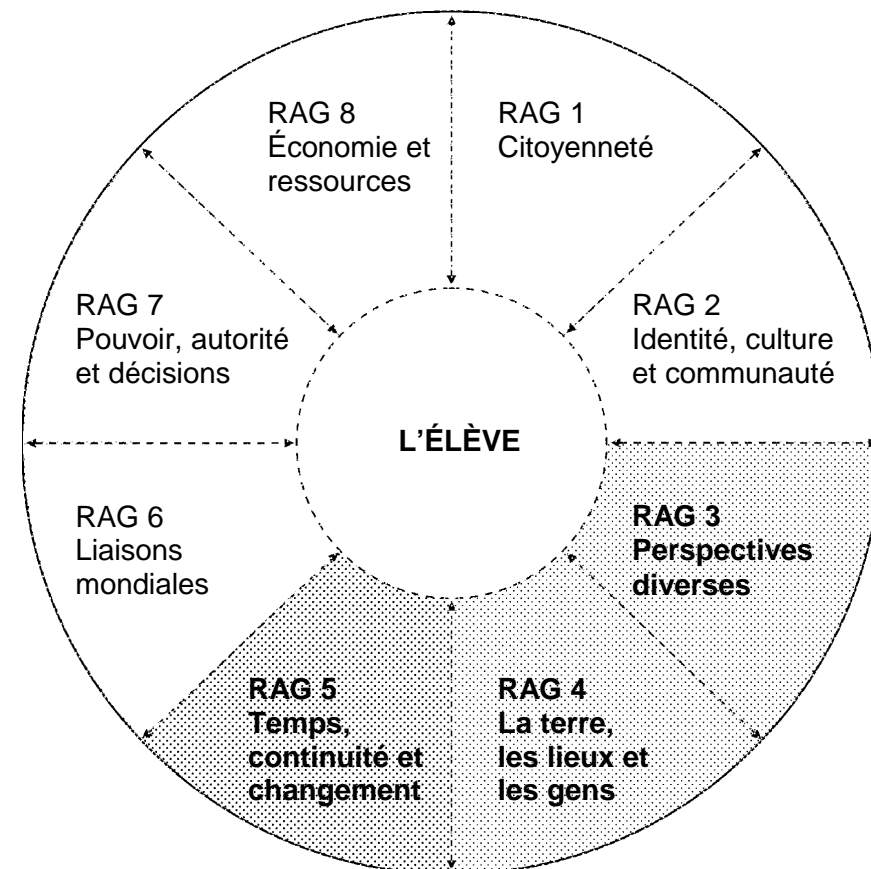 RAG 8
Économie et
ressources
RAG 1
Citoyenneté
RAG 7
Pouvoir, autorité
et décisions
RAG 2
Identité, culture
et communauté
L'ÉLÈVE
RAG 6
Liaisons
mondiales
RAG 3
Perspectives
diverses
RAG 5
Temps,
continuité et
changement
RAG 4
La terre,
les lieux et
les gens